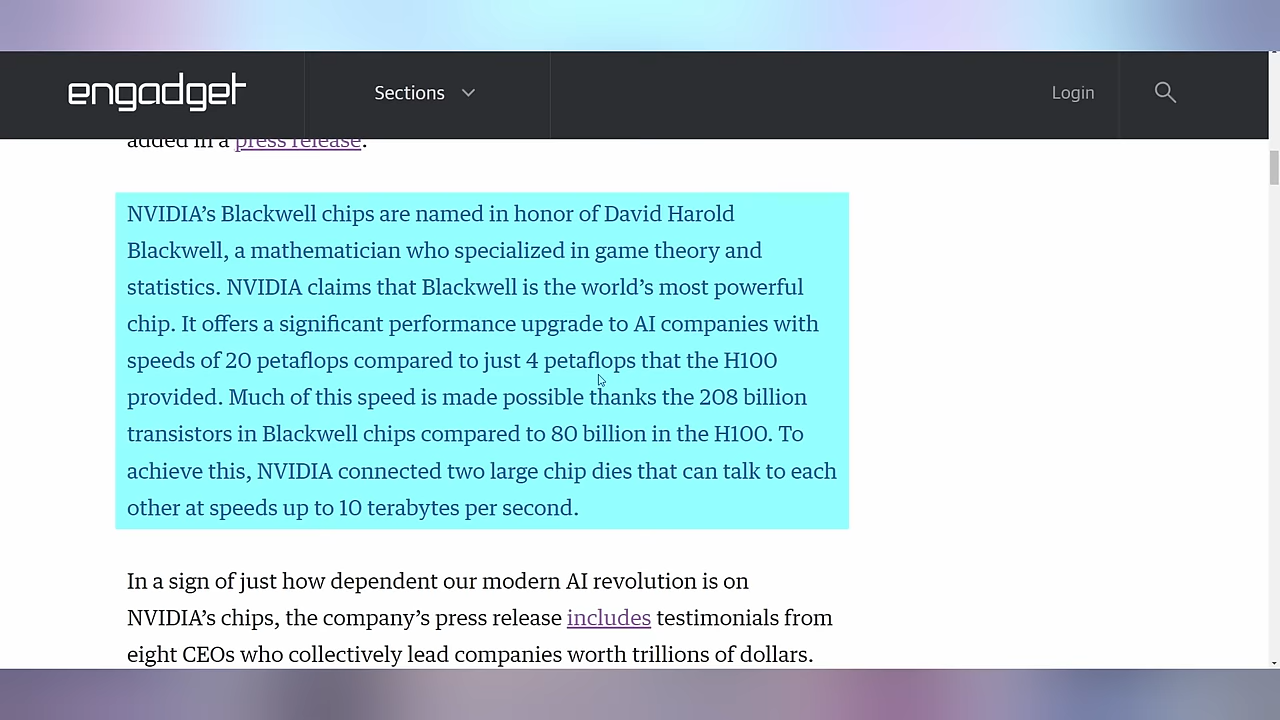 engadget
Sections
Login
added in a press release.
NVIDIA’s Blackwell chips are named in honor of David Harold
Blackwell, a mathematician who specialized in game theory and
statistics. NVIDIA claims that Blackwell is the world’s most powerful
chip. It offers a significant performance upgrade to AI companies with
speeds of 20 petaflops compared to just 4 petaflops that the H100
provided. Much of this speed is made possible thanks the 208 billion
transistors in Blackwell chips compared to 80 billion in the H100. To
achieve this, NVIDIA connected two large chip dies that can talk to each
other at speeds up to 10 terabytes per second.
In a sign of just how dependent our modern AI revolution is on
NVIDIA’s chips, the company’s press release includes testimonials from
eight CEOs who collectively lead companies worth trillions of dollars.